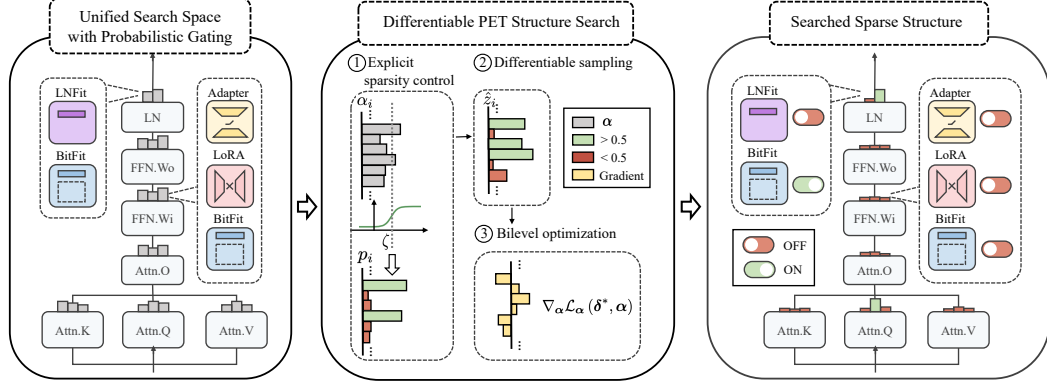 Unified Search Space
with Probabilistic Gating
LNFit
BitFit
LN
FFN.Wo
FFN.Wi
Attn.O
Attn.K
Attn.Q
Attn.V
Adapter
LoRA
BitFit
Differentiable PET Structure Search
① Explicit
sparsity control
α_i
ζ
p_i
② Differentiable sampling
ẑ_i
α
> 0.5
< 0.5
Gradient
③ Bilevel optimization
∇_α L_α (δ*, α)
Searched Sparse Structure
LNFit
BitFit
OFF
ON
LN
FFN.Wo
FFN.Wi
Attn.O
Attn.K
Attn.Q
Attn.V
Adapter
LoRA
BitFit